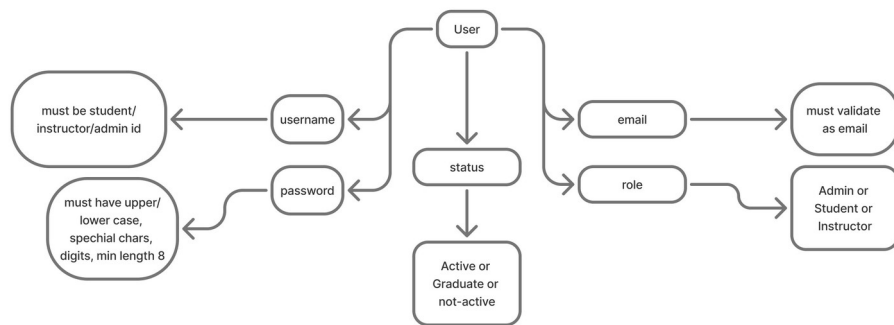 User
must be student/
instructor/admin id
username
email
must validate
as email
status
password
role
must have upper/
lower case,
spechial chars,
digits, min length 8
Admin or
Student or
Instructor
Active or
Graduate or
not-active